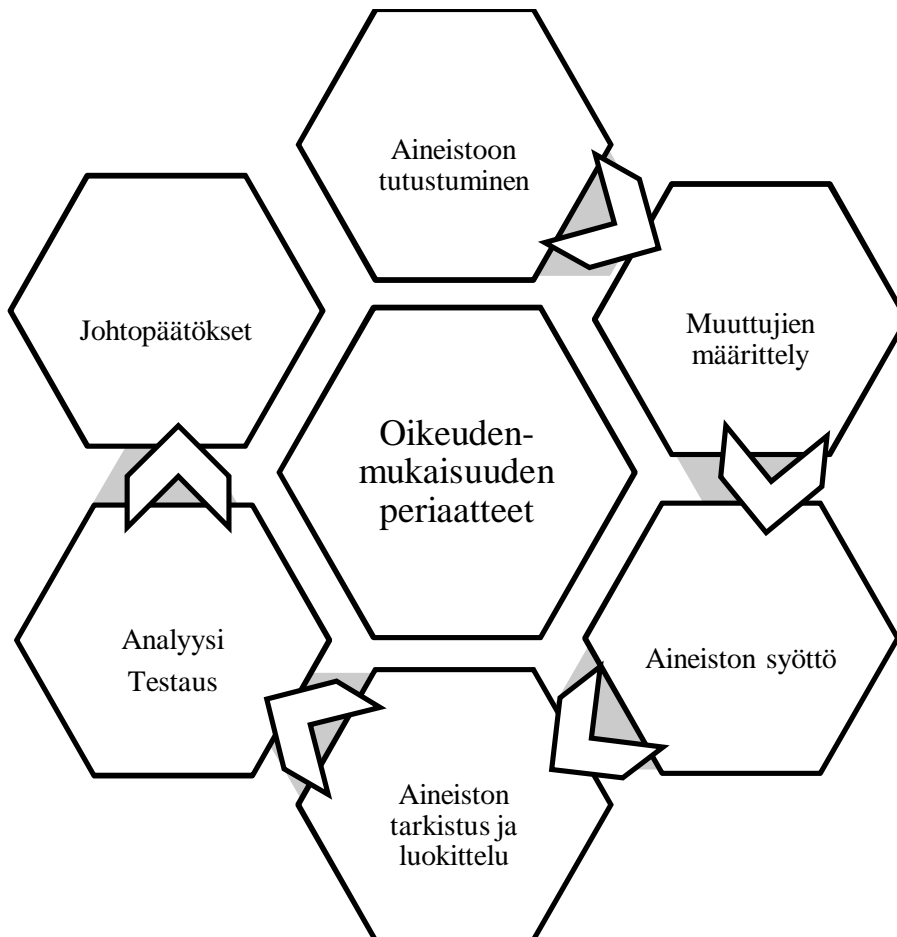 Aineistoon
tutustuminen
Muuttujien
määrittely
Johtopäätökset
Oikeuden-
mukaisuuden
periaatteet
Analyysi
Testaus
Aineiston syöttö
Aineiston
tarkistus ja
luokittelu